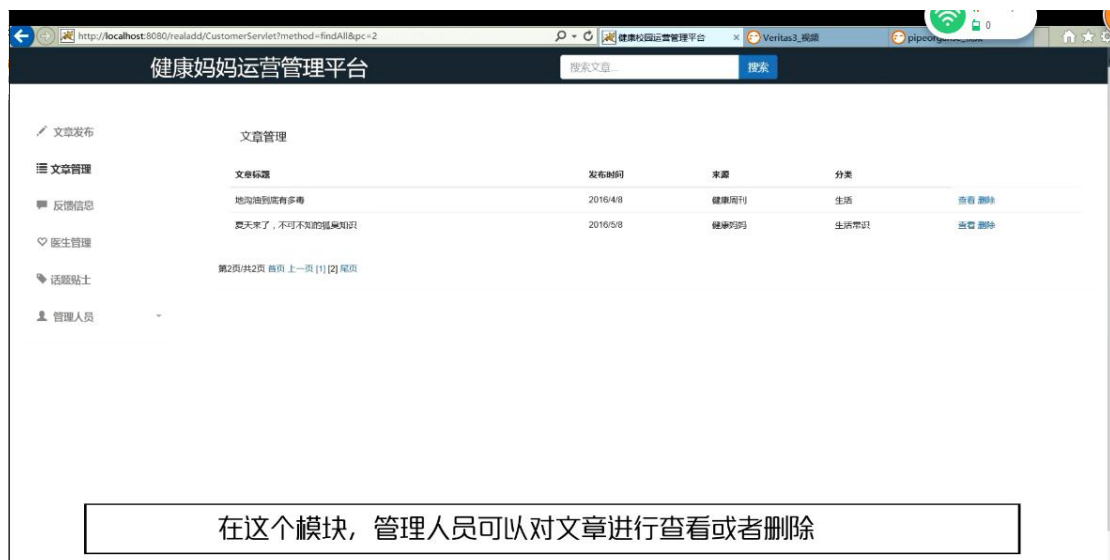 http://localhost:8080/realadd/CustomerServlet?method=findAll&pc=2 健康校园运营管理平台 × Veritas3_视频
0
健康妈妈运营管理平台 搜索文章... 搜索
文章发布
文章管理
文章管理
文章标题 发布时间 来源 分类
地沟油到底有多毒 2016/4/8 健康周刊 生活 查看 删除
反馈信息
夏天来了，不可不知的狐臭知识 2016/5/8 健康妈妈 生活常识 查看 删除
医生管理
第2页/共2页 首页 上一页 [1] [2] 尾页
话题贴士
管理人员
在这个模块，管理人员可以对文章进行查看或者删除